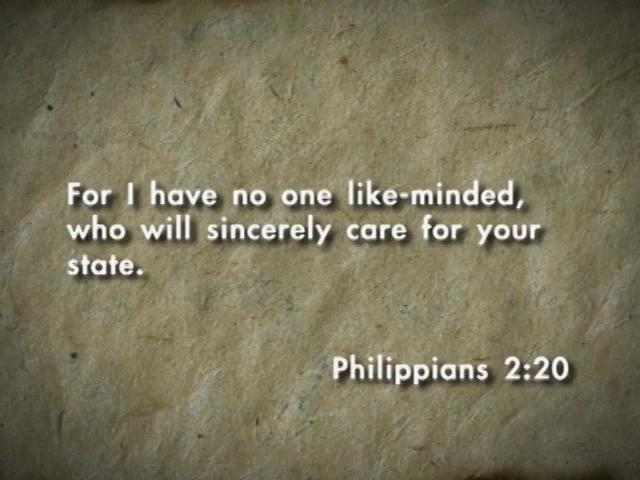 For I have no one like-minded,
who will sincerely care for your
state.
Philippians 2:20